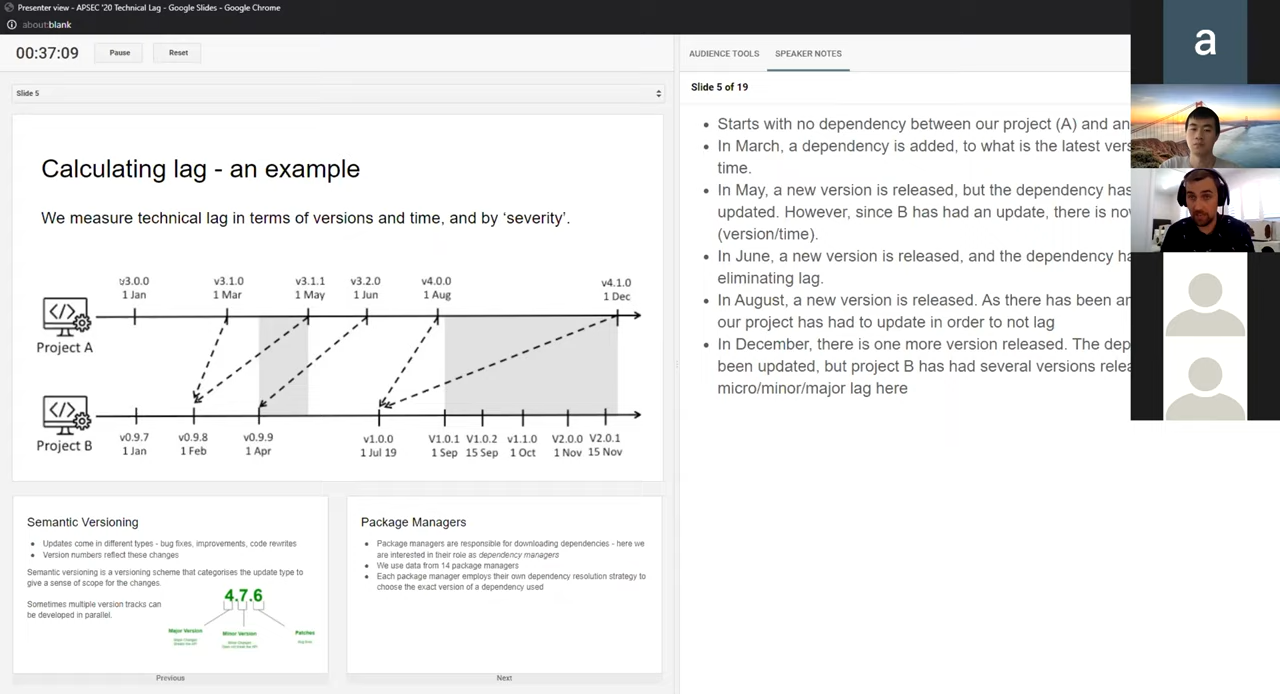 Presenter view - APSEC '20 Technical Lag - Google Slides - Google Chrome
about:blank
00:37:09
Pause
Reset
AUDIENCE TOOLS
SPEAKER NOTES
a
Slide 5
Slide 5 of 19
Calculating lag - an example
We measure technical lag in terms of versions and time, and by 'severity'.
v3.0.0 v3.1.0 v3.1.1 v3.2.0 v4.0.0 v4.1.0
1 Jan 1 Mar 1 May 1 Jun 1 Aug 1 Dec
Project A
Project B
v0.9.7 v0.9.8 v0.9.9 v1.0.0 V1.0.1 V1.0.2 v1.1.0 V2.0.0 V2.0.1
1 Jan 1 Feb 1 Apr 1 Jul 19 1 Sep 15 Sep 1 Oct 1 Nov 15 Nov
• Starts with no dependency between our project (A) and an
• In March, a dependency is added, to what is the latest vers
time.
• In May, a new version is released, but the dependency has
updated. However, since B has had an update, there is nov
(version/time).
• In June, a new version is released, and the dependency ha
eliminating lag.
• In August, a new version is released. As there has been an
our project has had to update in order to not lag
• In December, there is one more version released. The dep
been updated, but project B has had several versions relea
micro/minor/major lag here
Semantic Versioning
• Updates come in different types - bug fixes, improvements, code rewrites
• Version numbers reflect these changes
Semantic versioning is a versioning scheme that categorises the update type to
give a sense of scope for the changes.
Sometimes multiple version tracks can
be developed in parallel.
4.7.6
Major Version
Minor Version
Patches
Previous
Package Managers
• Package managers are responsible for downloading dependencies - here we
are interested in their role as dependency managers
• We use data from 14 package managers
• Each package manager employs their own dependency resolution strategy to
choose the exact version of a dependency used
Next